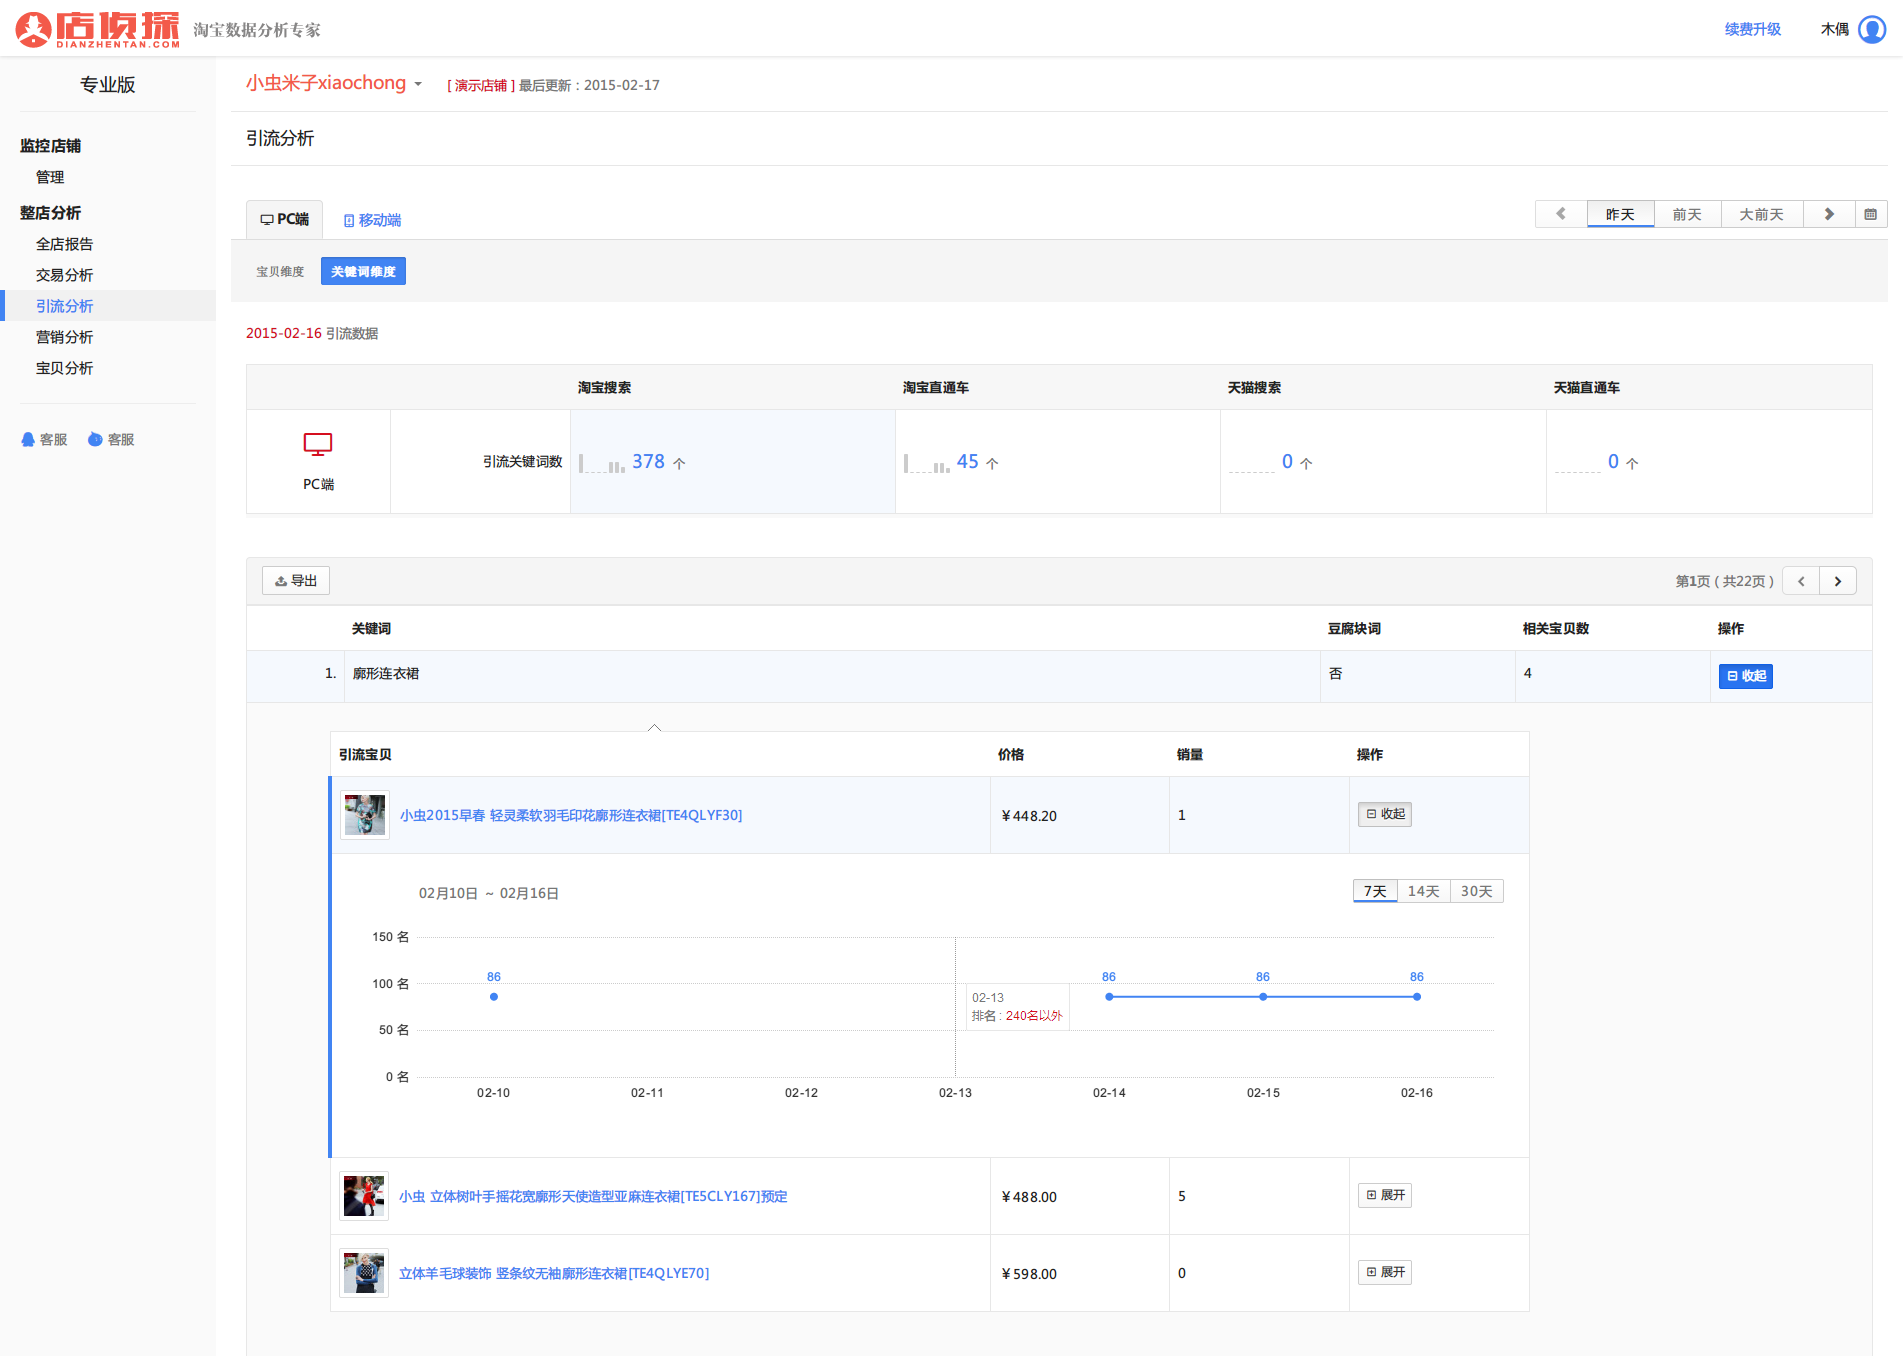 店侦探
DIANZHENTAN.COM
淘宝数据分析专家
续费升级
木偶
专业版
监控店铺
管理
整店分析
全店报告
交易分析
引流分析
营销分析
宝贝分析
客服
客服
小虫米子xiaochong
[ 演示店铺 ] 最后更新：2015-02-17
引流分析
PC端
移动端
昨天
前天
大前天
宝贝维度
关键词维度
2015-02-16 引流数据
淘宝搜索
淘宝直通车
天猫搜索
天猫直通车
PC端
引流关键词数
378 个
45 个
0 个
0 个
导出
第1页 ( 共22页 )
关键词
豆腐块词
相关宝贝数
操作
1.
廓形连衣裙
否
4
收起
引流宝贝
价格
销量
操作
小虫2015早春 轻灵柔软羽毛印花廓形连衣裙[TE4QLYF30]
¥448.20
1
收起
02月10日 ~ 02月16日
7天
14天
30天
150 名
100 名
50 名
0 名
86
86
86
86
02-13
排名 : 240名以外
02-10
02-11
02-12
02-13
02-14
02-15
02-16
小虫 立体树叶手摇花宽廓形天使造型亚麻连衣裙[TE5CLY167]预定
¥488.00
5
展开
立体羊毛球装饰 竖条纹无袖廓形连衣裙[TE4QLYE70]
¥598.00
0
展开